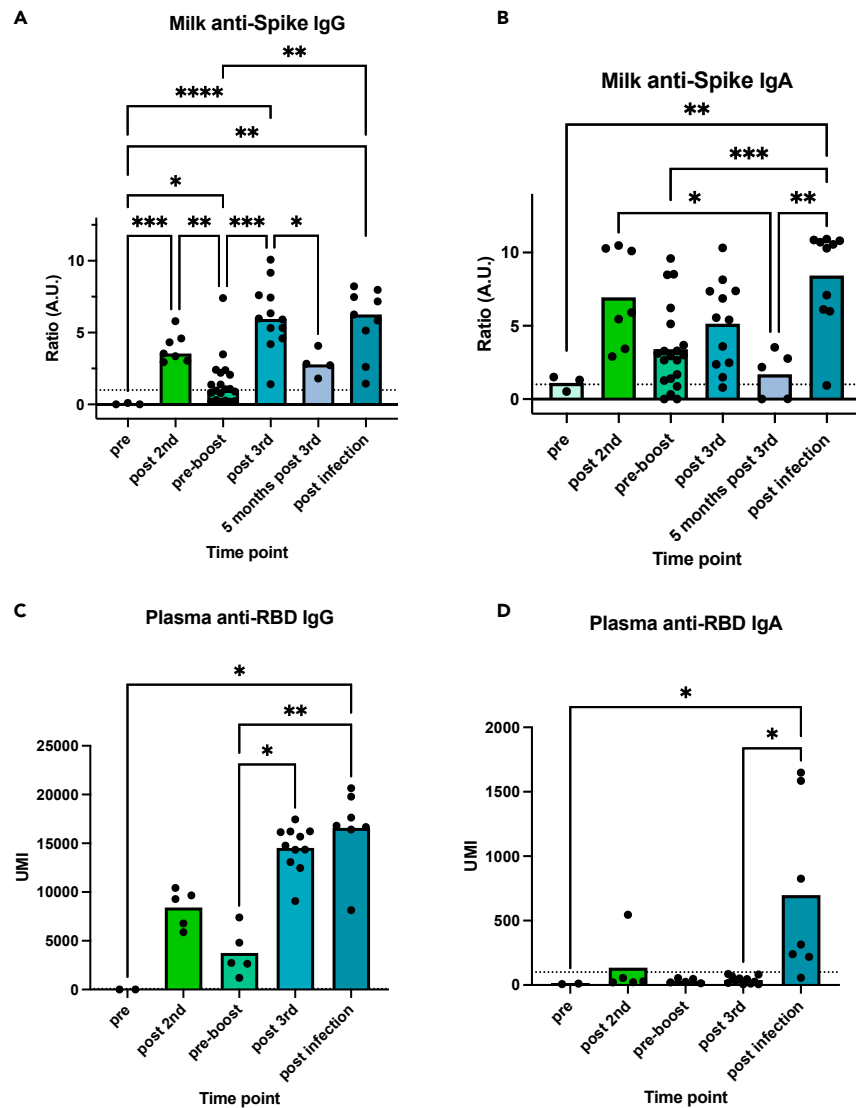 A
Milk anti-Spike IgG
**
****
**
*
*** ** *** *
Ratio (A.U.)
10
5
0
pre
post 2nd
pre-boost
post 3rd
5 months post 3rd
post infection
Time point
B
Milk anti-Spike IgA
**
***
* **
Ratio (A.U.)
10
5
0
pre
post 2nd
pre-boost
post 3rd
5 months post 3rd
post infection
Time point
C
Plasma anti-RBD IgG
*
**
*
UMI
25000
20000
15000
10000
5000
0
pre
post 2nd
pre-boost
post 3rd
post infection
Time point
D
Plasma anti-RBD IgA
*
*
UMI
2000
1500
1000
500
0
pre
post 2nd
pre-boost
post 3rd
post infection
Time point